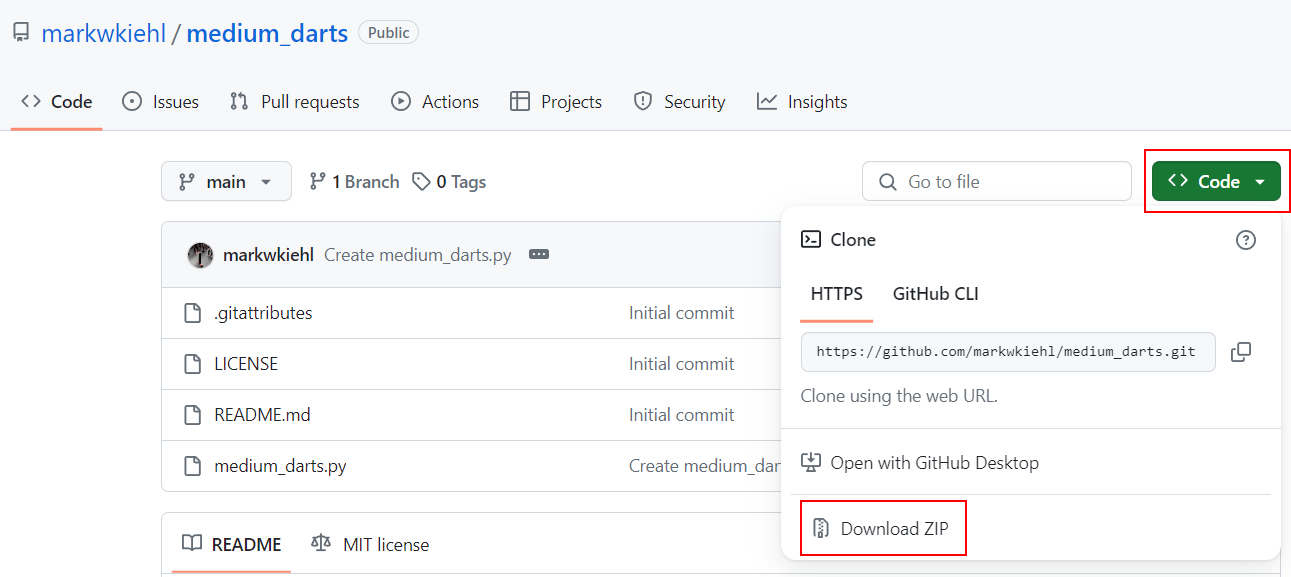 markwkiehl / medium_darts Public
Code Issues Pull requests Actions Projects Security Insights
main 1 Branch 0 Tags Go to file Code
markwkiehl Create medium_darts.py
.gitattributes Initial commit
LICENSE Initial commit
README.md Initial commit
medium_darts.py Create medium_dar
README MIT license
Clone
HTTPS GitHub CLI
https://github.com/markwkiehl/medium_darts.git
Clone using the web URL.
Open with GitHub Desktop
Download ZIP